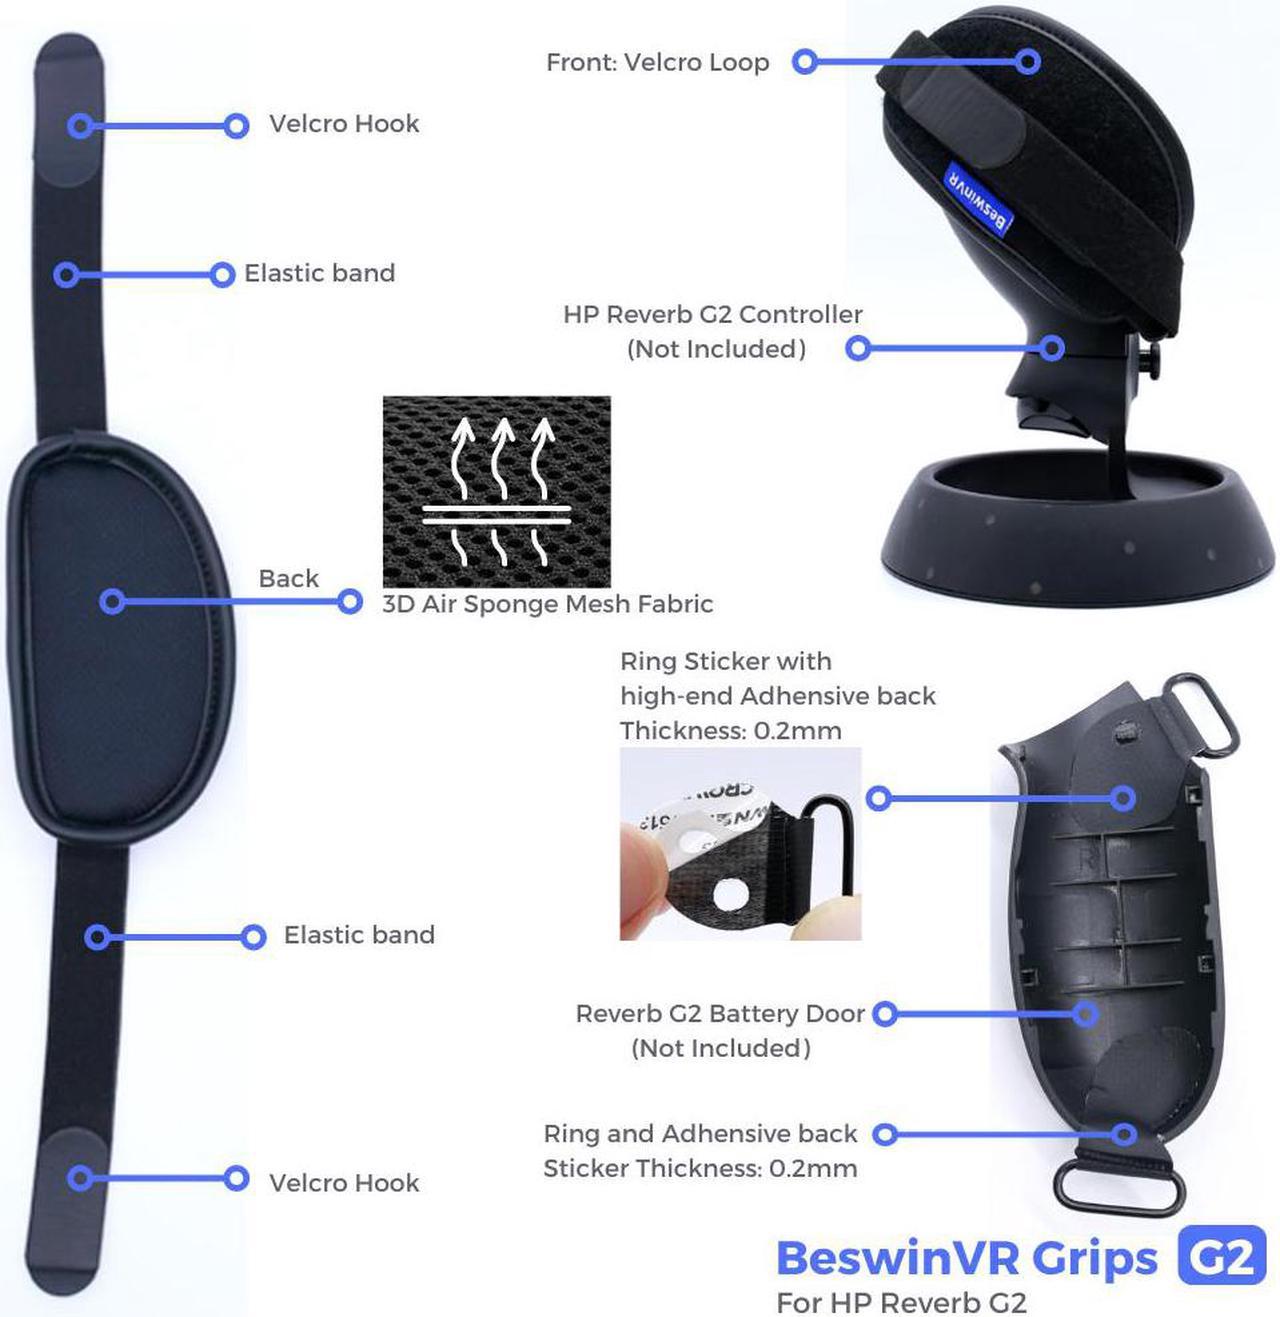 Velcro Hook
Front: Velcro Loop
BeswinVR
Elastic band
HP Reverb G2 Controller
(Not Included)
Back
3D Air Sponge Mesh Fabric
Ring Sticker with
high-end Adhensive back
Thickness: 0.2mm
Elastic band
Reverb G2 Battery Door
(Not Included)
Ring and Adhensive back
Sticker Thickness: 0.2mm
Velcro Hook
BeswinVR Grips G2
For HP Reverb G2